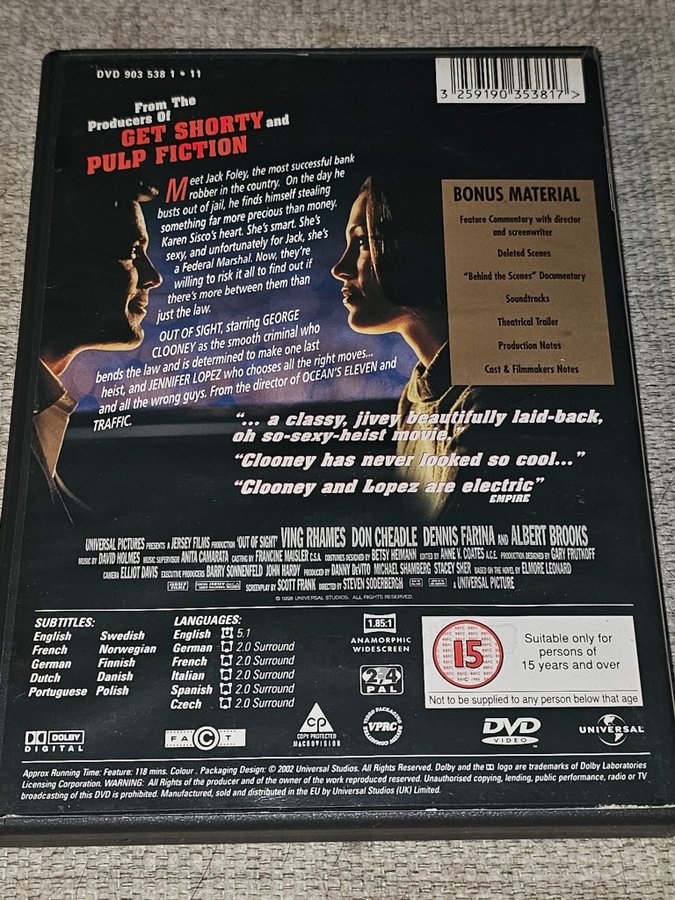 DVD 903 538 1 • 11
3 259190 353817 >
From The
Producers Of
GET SHORTY and
PULP FICTION
Meet Jack Foley, the most successful bank
robber in the country. On the day he
busts out of jail, he finds himself stealing
something far more precious than money.
Karen Sisco's heart. She's smart. She's
sexy, and unfortunately for Jack, she's
a Federal Marshal. Now, they're
willing to risk it all to find out if
there's more between them than
just the law.
OUT OF SIGHT, starring GEORGE
CLOONEY as the smooth criminal who
bends the law and is determined to make one last
heist, and JENNIFER LOPEZ who chooses all the right moves...
and all the wrong guys. From the director of OCEAN'S ELEVEN and
TRAFFIC.
BONUS MATERIAL
Feature Commentary with director
and screenwriter
Deleted Scenes
"Behind the Scenes" Documentary
Soundtracks
Theatrical Trailer
Production Notes
Cast & Filmmakers Notes
"... a classy, jivey beautifully laid-back,
oh so-sexy-heist movie."
"Clooney has never looked so cool..."
"Clooney and Lopez are electric"
EMPIRE
UNIVERSAL PICTURES PRESENTS A JERSEY FILMS PRODUCTION 'OUT OF SIGHT' VING RHAMES DON CHEADLE DENNIS FARINA AND ALBERT BROOKS
MUSIC BY DAVID HOLMES MUSIC SUPERVISOR ANITA CAMARATA CASTING BY FRANCINE MAISLER C.S.A. COSTUMES DESIGNED BY BETSY HEIMANN EDITED BY ANNE V. COATES A.C.E. PRODUCTION DESIGNED BY GARY FRUTKOFF
CAMERA ELLIOT DAVIS EXECUTIVE PRODUCERS BARRY SONNENFELD JOHN HARDY PRODUCED BY DANNY DeVITO MICHAEL SHAMBERG STACEY SHER BASED ON THE NOVEL BY ELMORE LEONARD
SCREENPLAY BY SCOTT FRANK DIRECTED BY STEVEN SODERBERGH A UNIVERSAL PICTURE
© 1998 UNIVERSAL STUDIOS. ALL RIGHTS RESERVED.
SUBTITLES:
English Swedish
French Norwegian
German Finnish
Dutch Danish
Portuguese Polish
LANGUAGES:
English 5.1
German 2.0 Surround
French 2.0 Surround
Italian 2.0 Surround
Spanish 2.0 Surround
Czech 2.0 Surround
1.85:1
ANAMORPHIC
WIDESCREEN
2 4
PAL
15
Suitable only for
persons of
15 years and over
Not to be supplied to any person below that age
DOLBY
DIGITAL
FACT
CP
COPY PROTECTED
MACROVISION
VIDEO PACKAGING REVIEW COMMITTEE
VPRC
DVD
VIDEO
UNIVERSAL
Approx Running Time: Feature: 118 mins. Colour . Packaging Design: © 2002 Universal Studios. All Rights Reserved. Dolby and the DD logo are trademarks of Dolby Laboratories
Licensing Corporation. WARNING: All Rights of the producer and of the owner of the work reproduced reserved. Unauthorised copying, lending, public performance, radio or TV
broadcasting of this DVD is prohibited. Manufactured, sold and distributed in the EU by Universal Studios (UK) Limited.